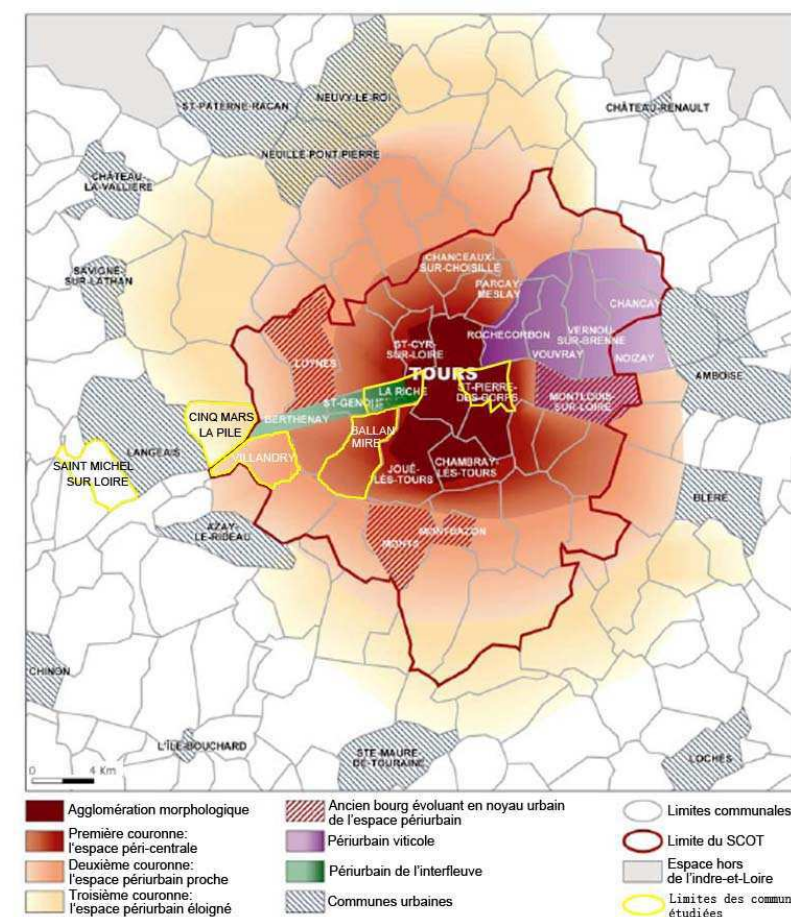 NEUVY-LE-ROI
ST-PATERNE-RACAN
CHÂTEAU-RENAULT
NEUILLE-PONT-PIERRE
CHÂTEAU-
LA-VALLIERE
CHANCEAUX-
SUR-CHOISILLE
SAVIGNÉ-
SUR-LATHAN
PARCAY-
MESLAY
CHANCAY
ROCHECORBON
VERNOU-
SUR-BRENNE
ST-CYR-
SUR-LOIRE
VOUVRAY
NOIZAY
LUYNES
TOURS
AMBOISE
LA RICHE
ST-PIERRE-
DES-CORPS
ST-GENOU
MONTLOUIS-
SUR-LOIRE
CINQ MARS
LA PILE
BERTHENAY
BALLAN
MIRE
LANGEAIS
VILLANDRY
SAINT MICHEL
SUR LOIRE
JOUÉ-
LÈS-TOURS
CHAMBRAY-
LÈS-TOURS
BLERE
AZAY-
LE-RIDEAU
MONTS
MONTBAZON
CHINON
L'ÎLE-BOUCHARD
STE-MAURE-
DE-TOURAINE
LOCHES
0 4 Km
Agglomération morphologique
Première couronne:
l'espace péri-centrale
Deuxième couronne:
l'espace périurbain proche
Troisième couronne:
l'espace périurbain éloigné
Ancien bourg évoluant en noyau urbain
de l'espace périurbain
Périurbain viticole
Périurbain de l'interfleuve
Communes urbaines
Limites communales
Limite du SCOT
Espace hors
de l'indre-et-Loire
Limites des commun
étudiées